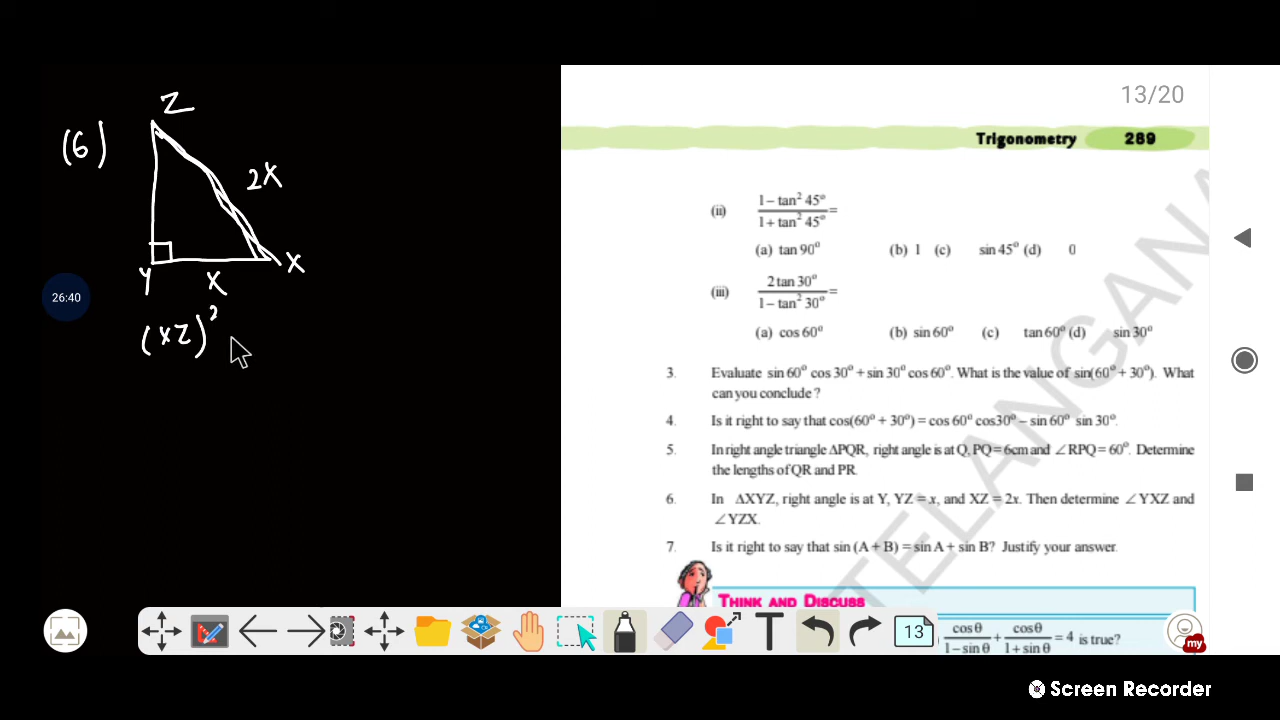 (6)
Z
2x
Y
x
X
(XZ)²
26:40
13/20
Trigonometry 289
(ii) 1 – tan² 45° / 1 + tan² 45° =
(a) tan 90° (b) 1 (c) sin 45° (d) 0
(iii) 2 tan 30° / 1 – tan² 30° =
(a) cos 60° (b) sin 60° (c) tan 60° (d) sin 30°
3. Evaluate sin 60° cos 30° + sin 30° cos 60°. What is the value of sin(60° + 30°). What
can you conclude ?
4. Is it right to say that cos(60° + 30°) = cos 60° cos30° – sin 60° sin 30°.
5. In right angle triangle ΔPQR, right angle is at Q, PQ = 6cm and ∠RPQ = 60°. Determine
the lengths of QR and PR.
6. In ΔXYZ, right angle is at Y, YZ = x, and XZ = 2x. Then determine ∠YXZ and
∠YZX.
7. Is it right to say that sin (A + B) = sin A + sin B? Justify your answer.
THINK AND DISCUSS
cosθ / 1 – sinθ + cosθ / 1 + sinθ = 4 is true?
TELANGANA
T
13
my
Screen Recorder